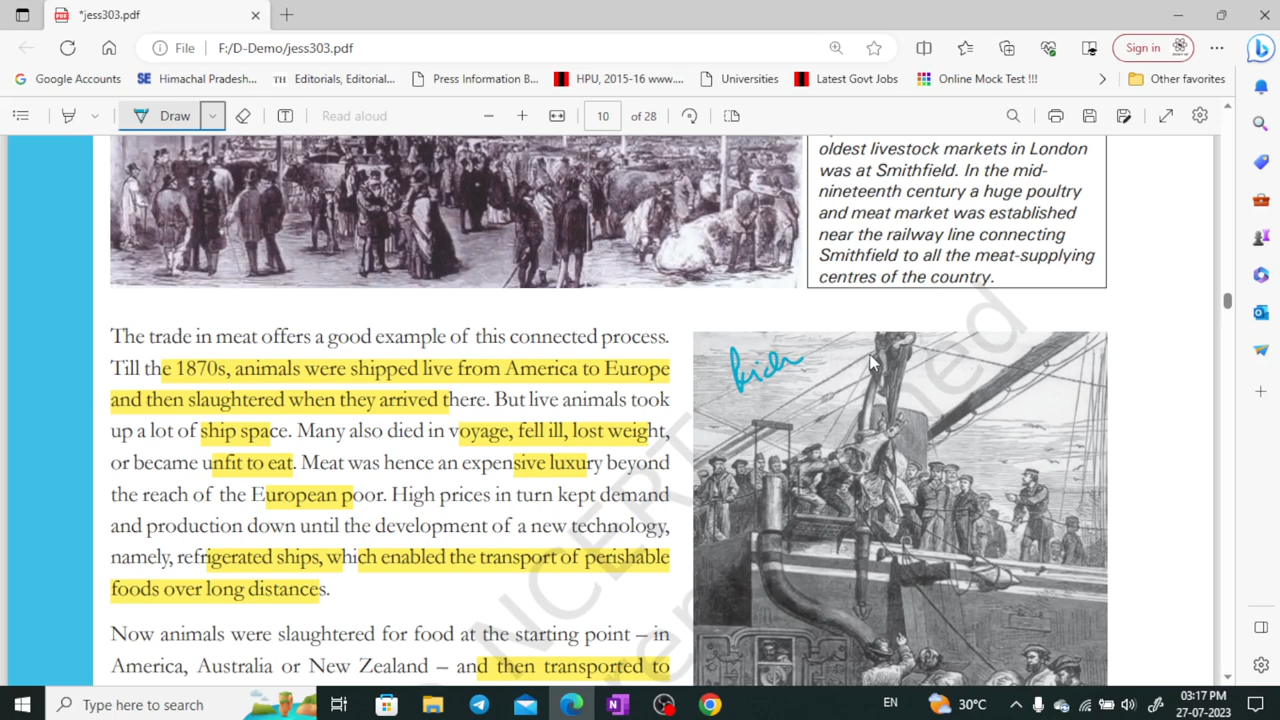 *jess303.pdf
File F:/D-Demo/jess303.pdf Sign in
Google Accounts SE Himachal Pradesh... TH Editorials, Editorial... Press Information B... HPU, 2015-16 www.... Universities Latest Govt Jobs Online Mock Test !!! Other favorites
Draw Read aloud 10 of 28
oldest livestock markets in London
was at Smithfield. In the mid-
nineteenth century a huge poultry
and meat market was established
near the railway line connecting
Smithfield to all the meat-supplying
centres of the country.
The trade in meat offers a good example of this connected process.
Till the 1870s, animals were shipped live from America to Europe
and then slaughtered when they arrived there. But live animals took
up a lot of ship space. Many also died in voyage, fell ill, lost weight,
or became unfit to eat. Meat was hence an expensive luxury beyond
the reach of the European poor. High prices in turn kept demand
and production down until the development of a new technology,
namely, refrigerated ships, which enabled the transport of perishable
foods over long distances.
Now animals were slaughtered for food at the starting point – in
America, Australia or New Zealand – and then transported to
NCERT
Type here to search EN 30°C 03:17 PM
27-07-2023